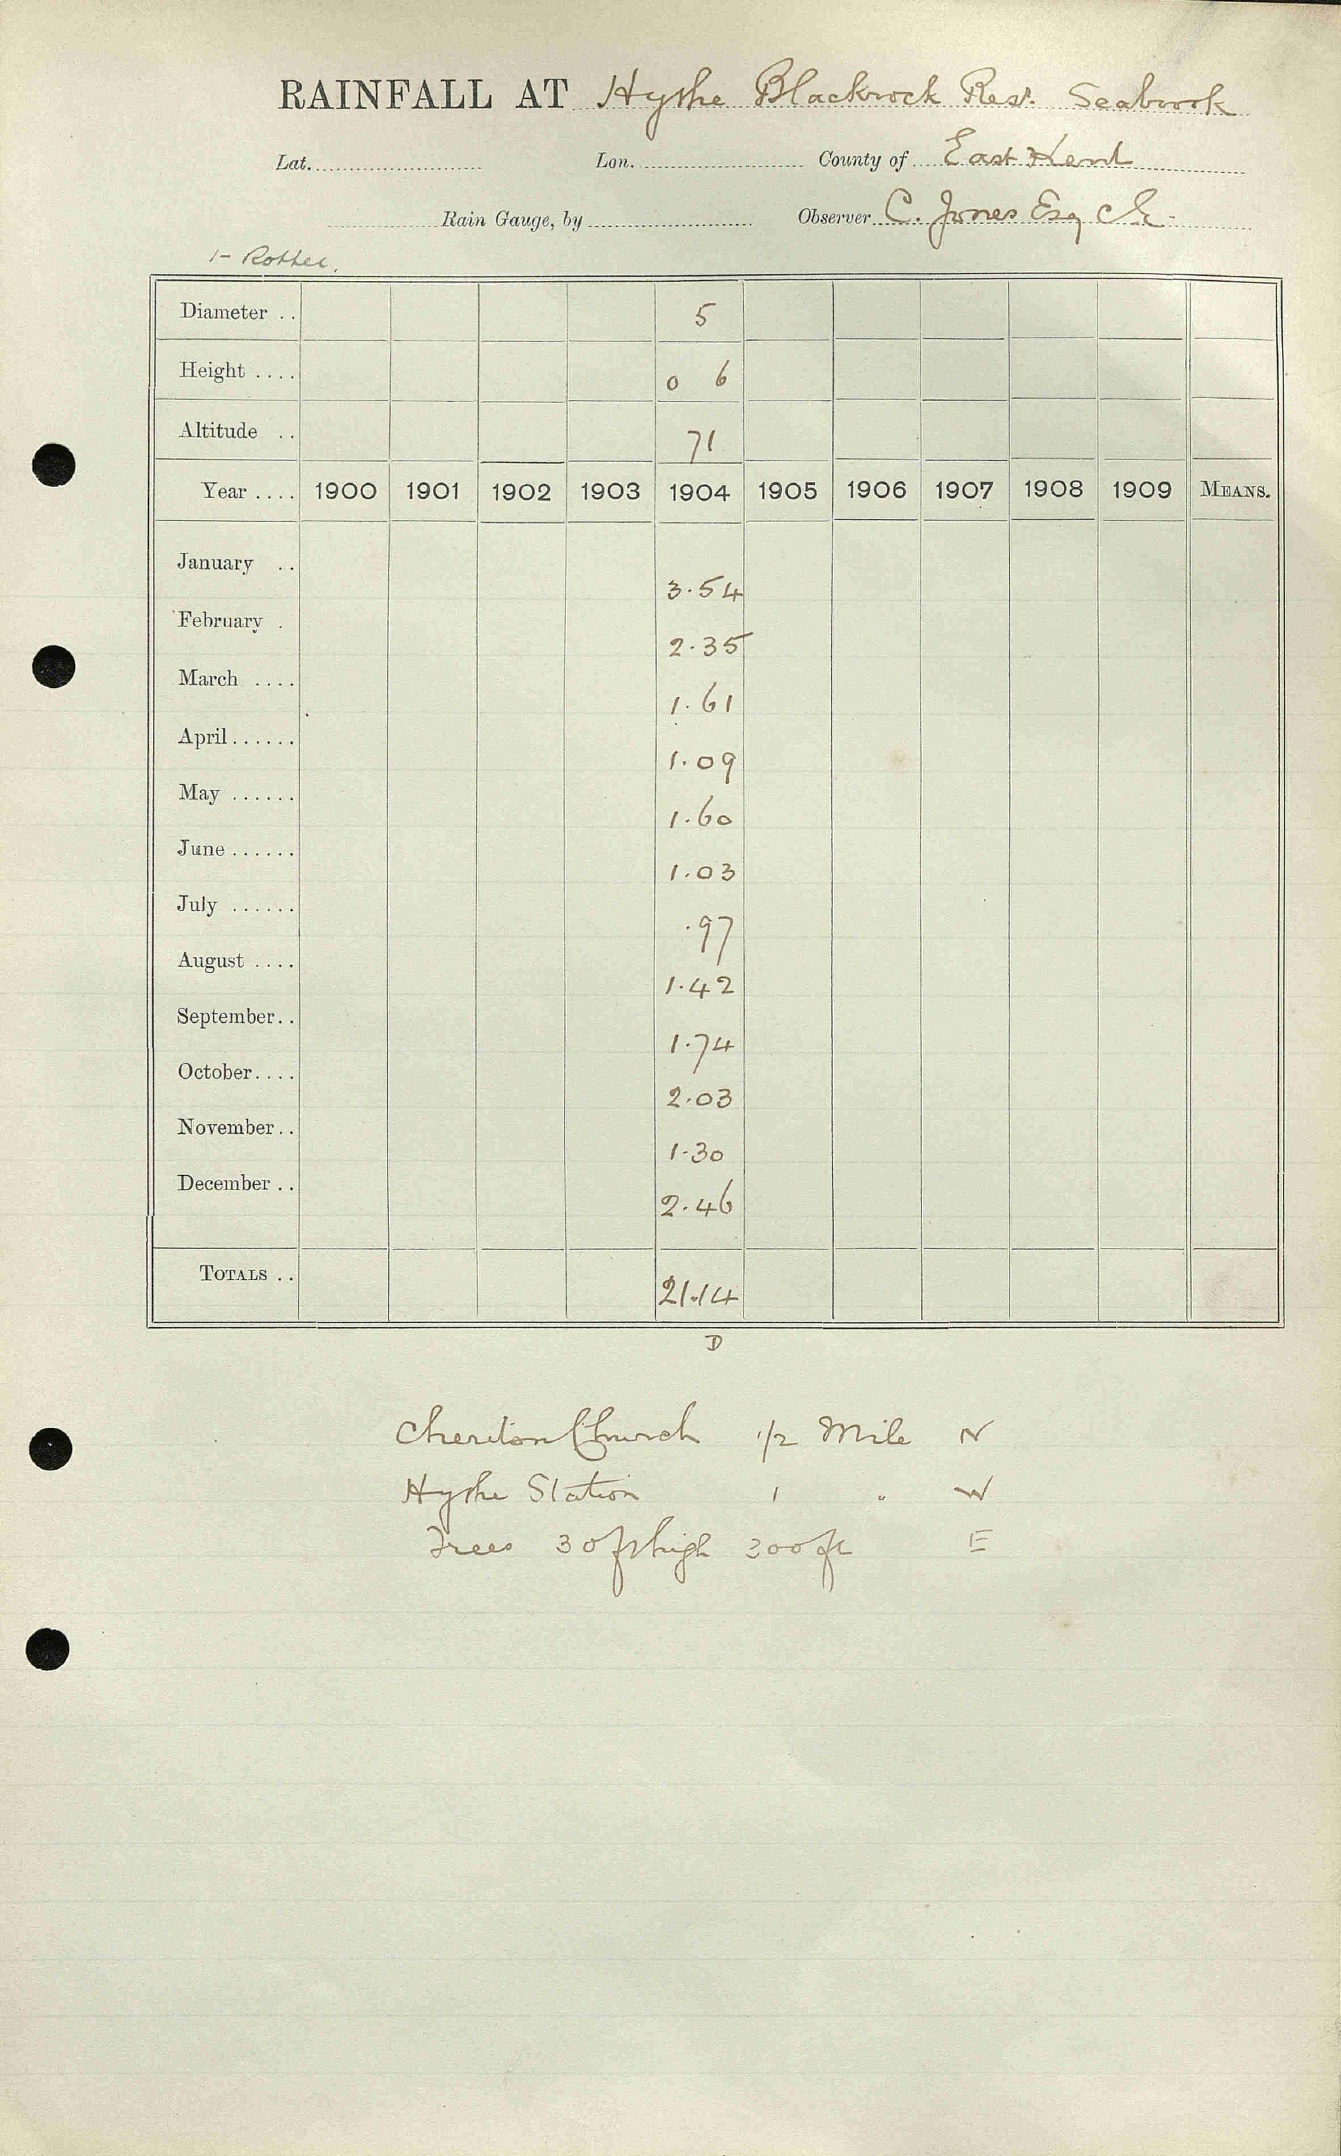 RAINFALL AT Hythe Blackrock Res. Seabrook
Lat. Lon. County of East Kent
Rain Gauge, by Observer C. Jones Esq C.E.
1- Rother.
Diameter .. 5
Height .... 0 6
Altitude .. 71
Year .... 1900 1901 1902 1903 1904 1905 1906 1907 1908 1909 MEANS.
January .. 3.54
February . 2.35
March .... 1.61
April...... 1.09
May ...... 1.60
June...... 1.03
July ...... .97
August .... 1.42
September.. 1.74
October.... 2.03
November.. 1.30
December .. 2.46
TOTALS .. 21.14
D
Cheriton Church 1/2 Mile N
Hythe Station 1 " W
Trees 30 ft high 300 ft E